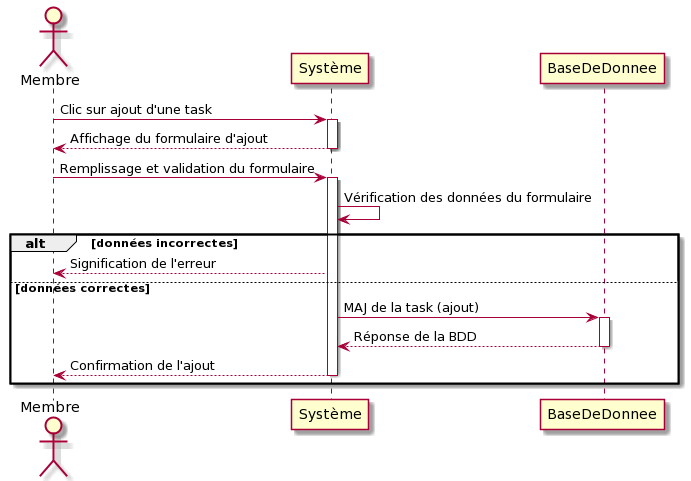 Membre
Système
BaseDeDonnee
Clic sur ajout d'une task
Affichage du formulaire d'ajout
Remplissage et validation du formulaire
Vérification des données du formulaire
alt
[données incorrectes]
Signification de l'erreur
[données correctes]
MAJ de la task (ajout)
Réponse de la BDD
Confirmation de l'ajout
Membre
Système
BaseDeDonnee